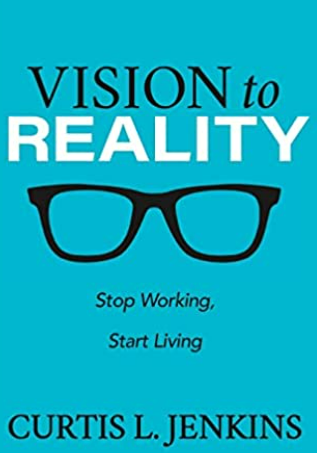 VISION to
REALITY
Stop Working,
Start Living
CURTIS L. JENKINS